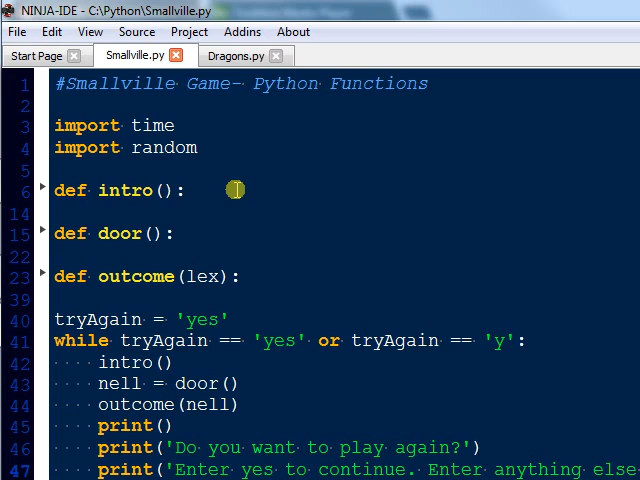 NINJA-IDE - C:\Python\Smallville.py
File Edit View Source Project Addins About
Start Page Smallville.py Dragons.py
1 #Smallville Game- Python Functions
2
3 import time
4 import random
5
6 def intro():
14
15 def door():
22
23 def outcome(lex):
39
40 tryAgain = 'yes'
41 while tryAgain == 'yes' or tryAgain == 'y':
42 intro()
43 nell = door()
44 outcome(nell)
45 print()
46 print('Do you want to play again?')
47 print('Enter yes to continue. Enter anything else